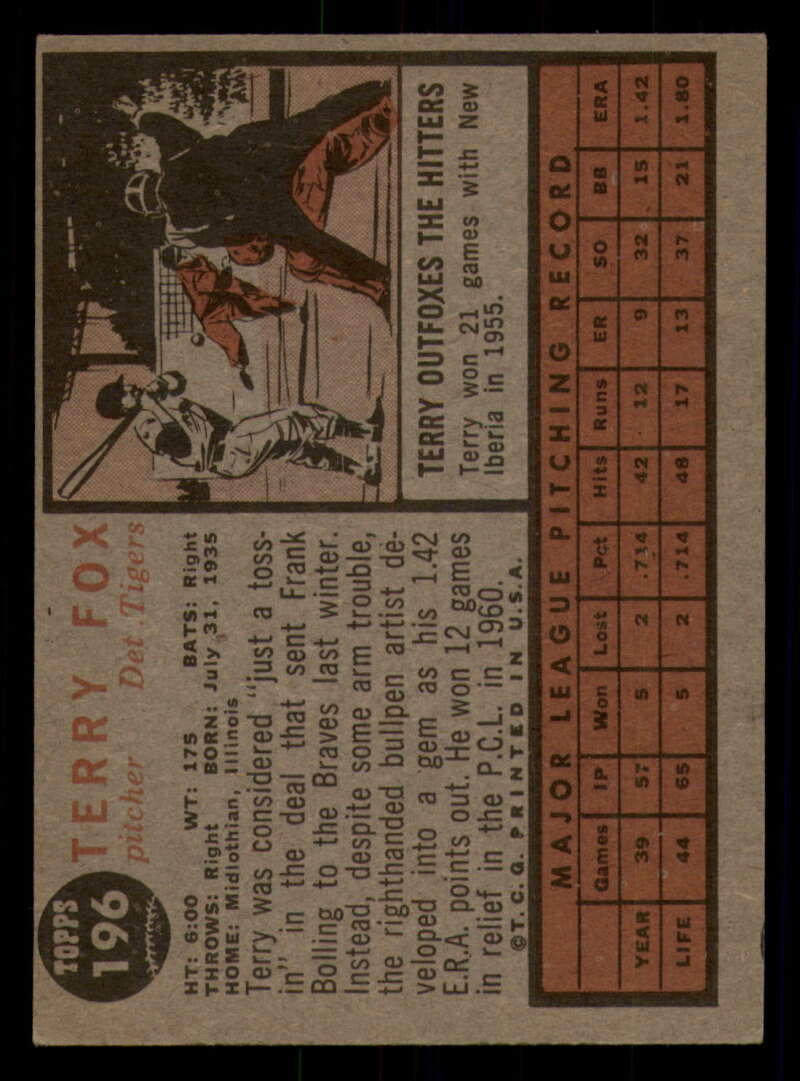 TOPPS
196
TERRY FOX
pitcher Det. Tigers
HT: 6:00 WT: 175 BATS: Right
THROWS: Right BORN: July 31, 1935
HOME: Midlothian, Illinois
Terry was considered "just a toss-
in" in the deal that sent Frank
Bolling to the Braves last winter.
Instead, despite some arm trouble,
the righthanded bullpen artist de-
veloped into a gem as his 1.42
E.R.A. points out. He won 12 games
in relief in the P.C.L. in 1960.
©T.C.G. PRINTED IN U.S.A.
TERRY OUTFOXES THE HITTERS
Terry won 21 games with New
Iberia in 1955.
MAJOR LEAGUE PITCHING RECORD
Games IP Won Lost Pct Hits Runs ER SO BB ERA
YEAR 39 57 5 2 .714 42 12 9 32 15 1.42
LIFE 44 65 5 2 .714 48 17 13 37 21 1.80